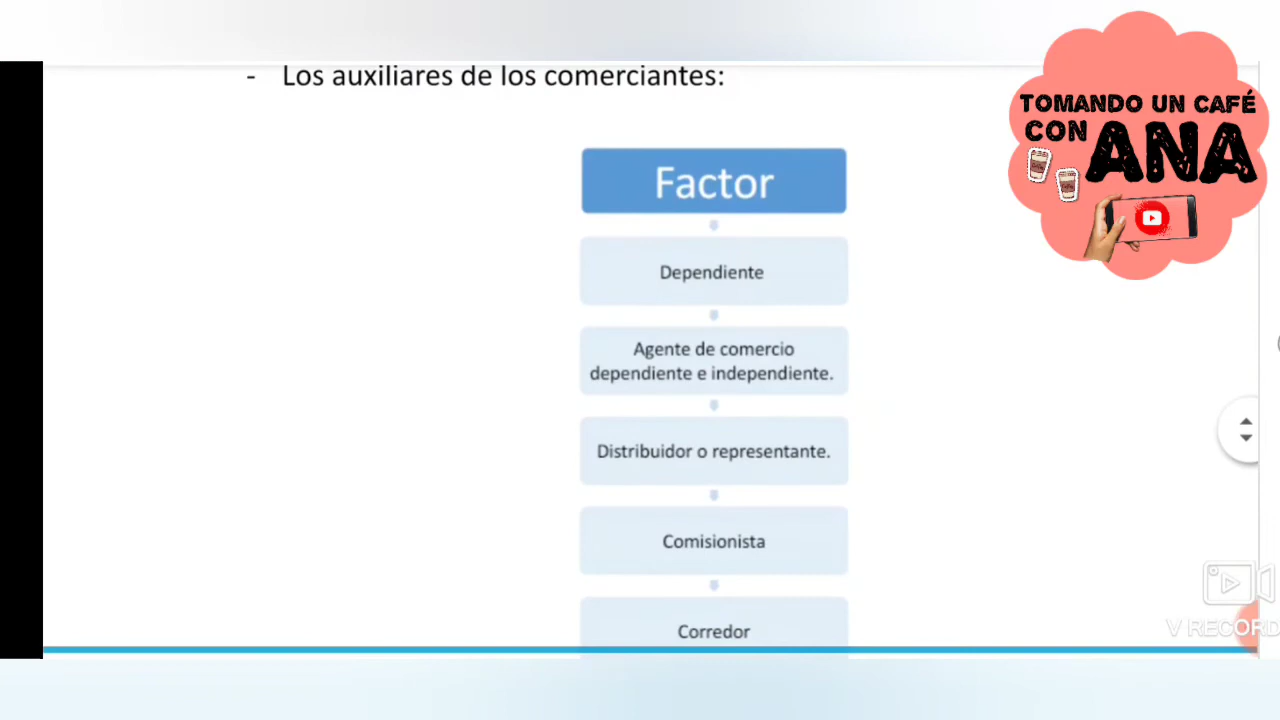 - Los auxiliares de los comerciantes:
TOMANDO UN CAFÉ
CON
ANA
Factor
Dependiente
Agente de comercio
dependiente e independiente.
Distribuidor o representante.
Comisionista
Corredor
V RECORD